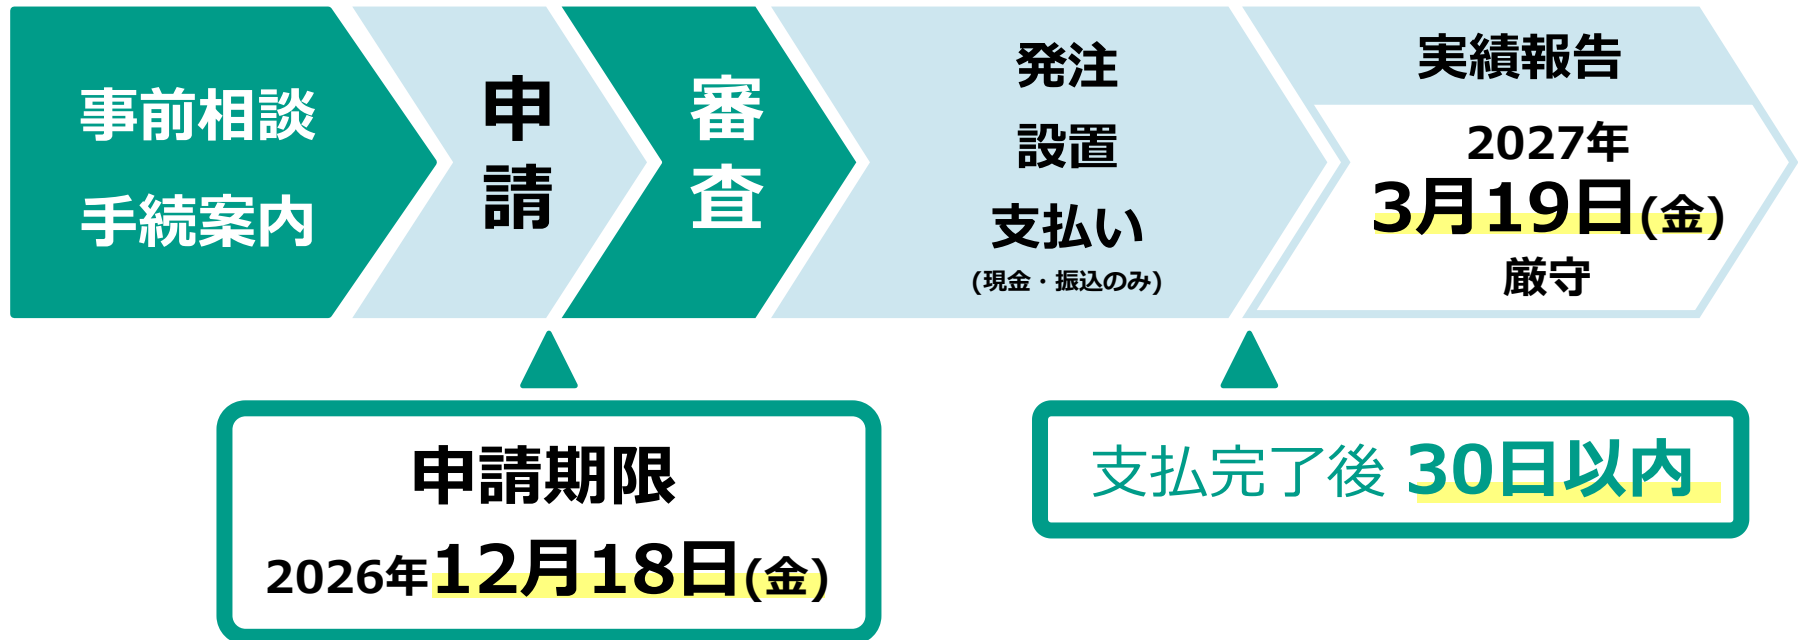 事前相談
手続案内
申請
審査
発注
設置
支払い
(現金・振込のみ)
実績報告
2027年
3月19日(金)
厳守
申請期限
2026年12月18日(金)
支払完了後 30日以内